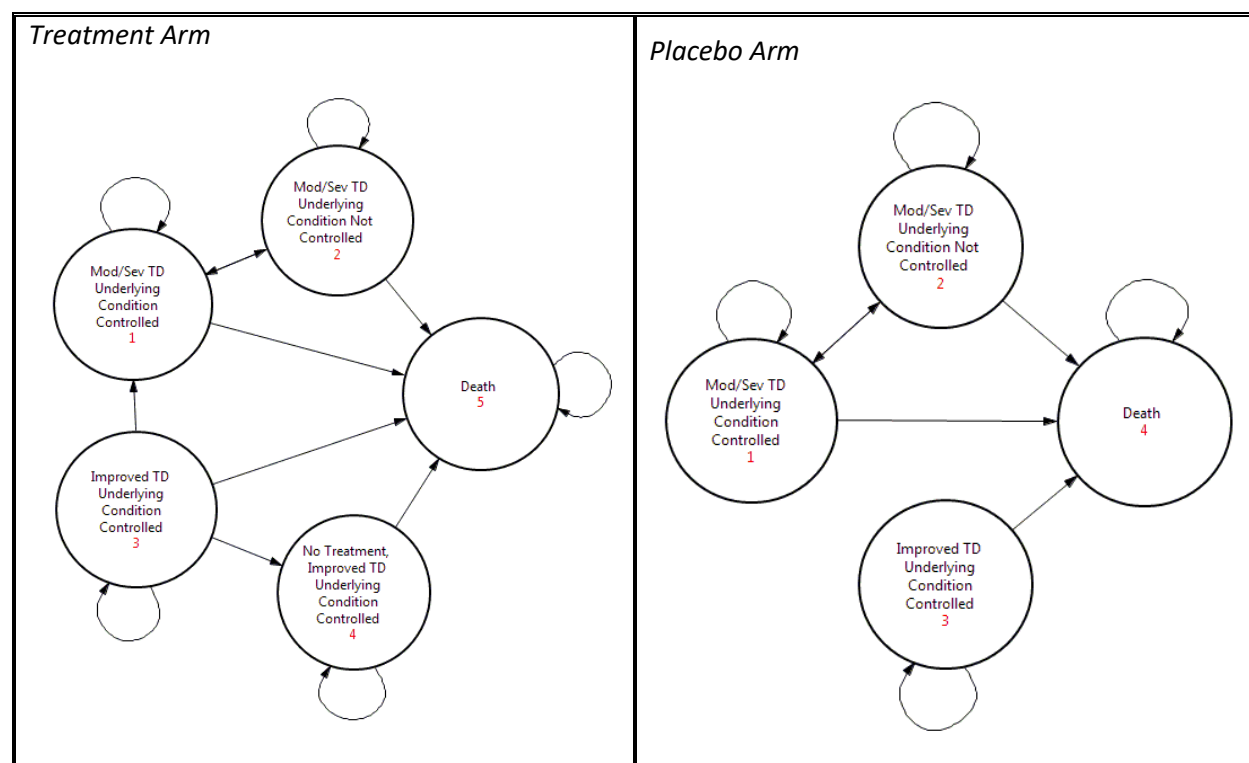 Treatment Arm
Mod/Sev TD
Underlying
Condition Not
Controlled
2
Mod/Sev TD
Underlying
Condition
Controlled
1
Death
5
Improved TD
Underlying
Condition
Controlled
3
No Treatment,
Improved TD
Underlying
Condition
Controlled
4
Placebo Arm
Mod/Sev TD
Underlying
Condition Not
Controlled
2
Mod/Sev TD
Underlying
Condition
Controlled
1
Death
4
Improved TD
Underlying
Condition
Controlled
3